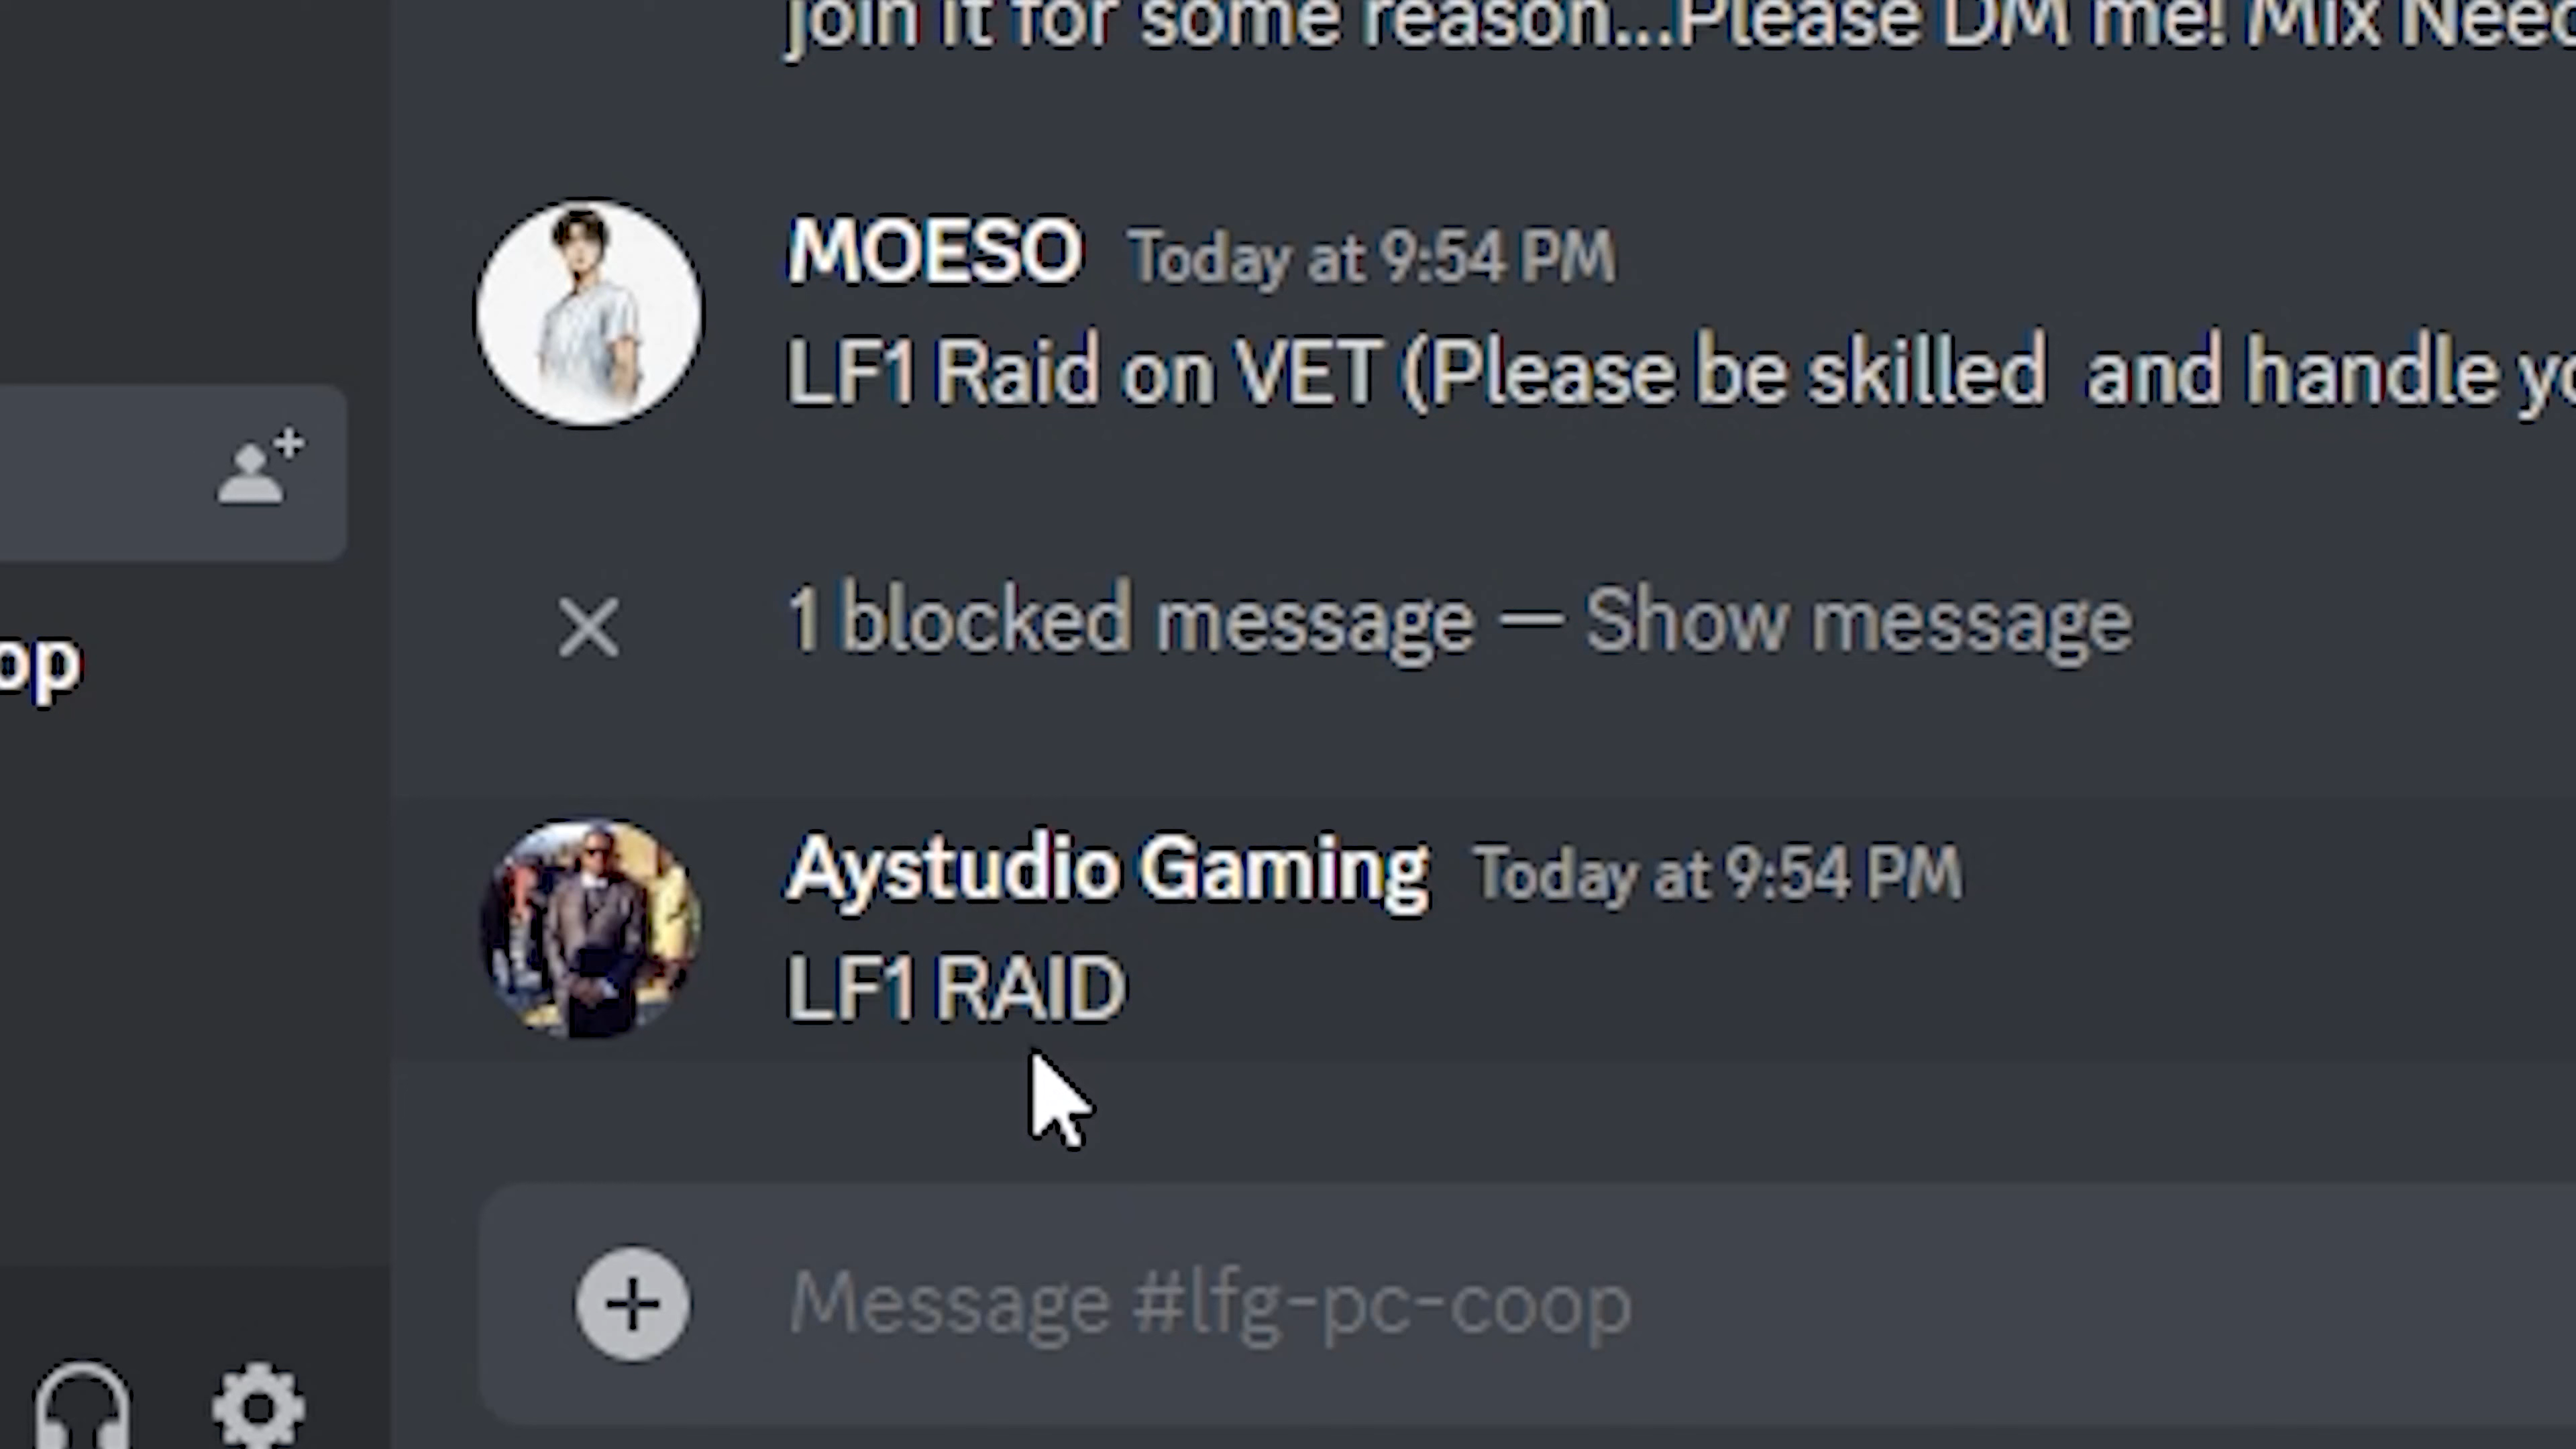 join it for some reason...Please DM me! Mix
MOESO Today at 9:54 PM
LF1 Raid on VET (Please be skilled  and handle
1 blocked message — Show message
op
Aystudio Gaming Today at 9:54 PM
LF1 RAID
Message #lfg-pc-coop